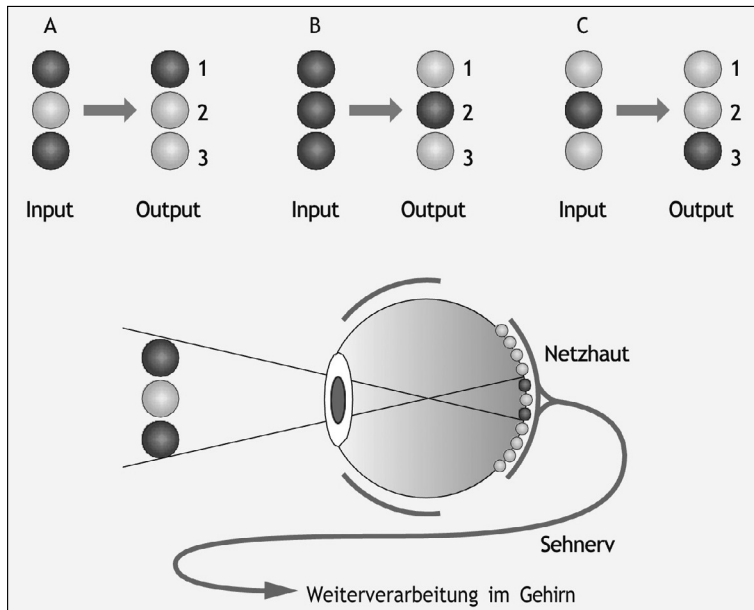 A B C
1 1 1
2 2 2
3 3 3
Input Output Input Output Input Output
Netzhaut
Sehnerv
Weiterverarbeitung im Gehirn